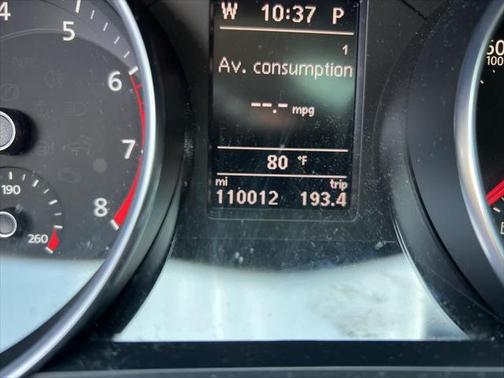 W 10:37 P
1
Av. consumption
--.- mpg
80 °F
mi trip
110012 193.4
4
5
6
7
8
190
260
100